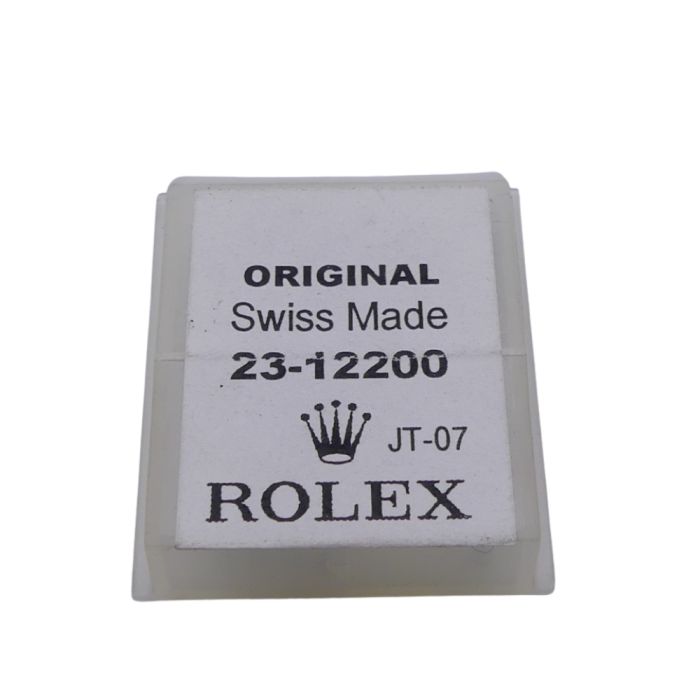 ORIGINAL
Swiss Made
23-12200
JT-07
ROLEX